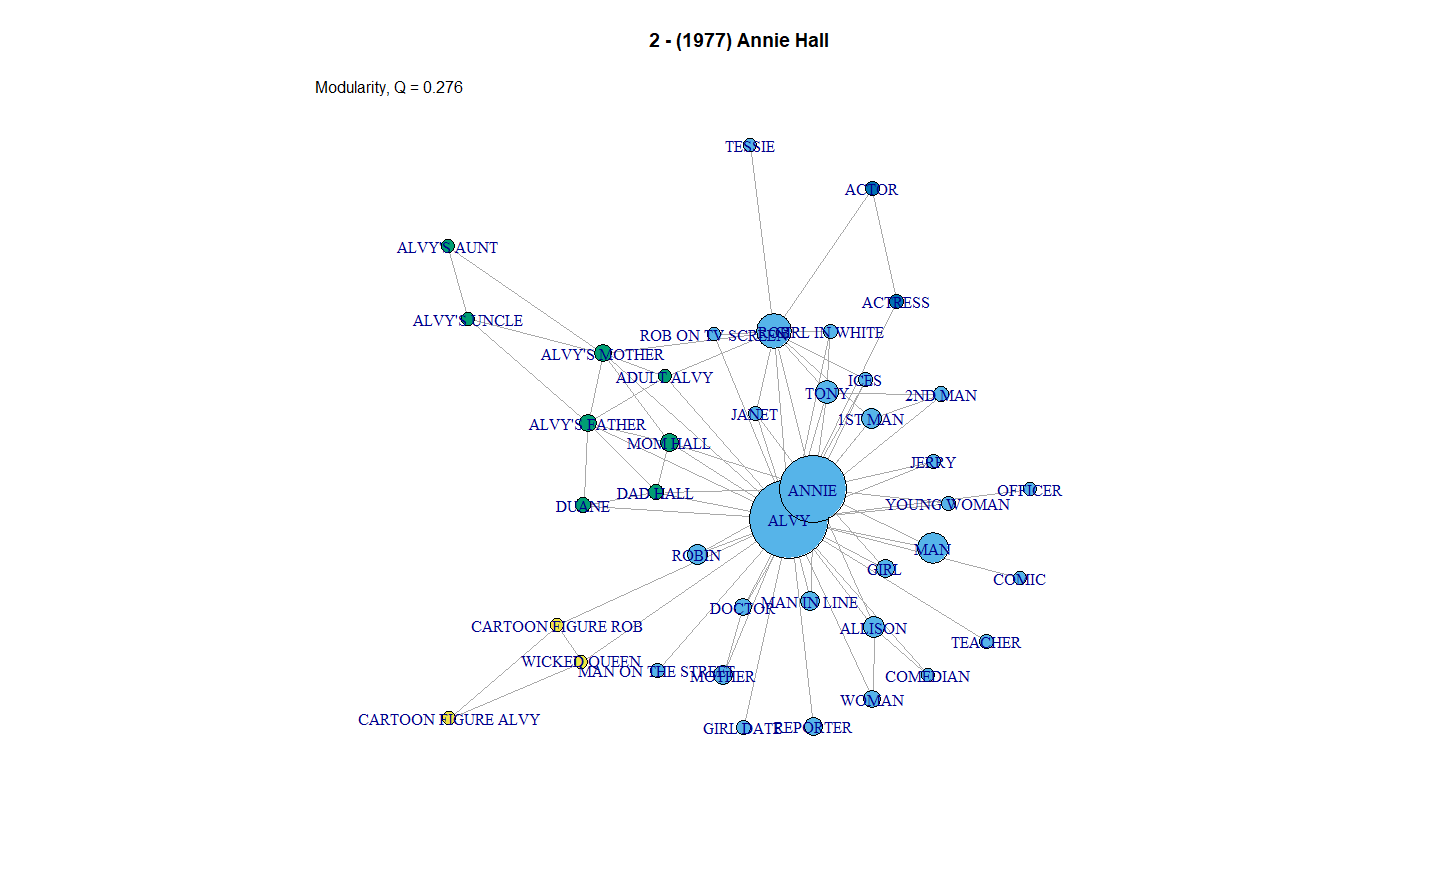 2 - (1977) Annie Hall
Modularity, Q = 0.276
TESSIE
ACTOR
ALVY'S AUNT
ACTRESS
ALVY'S UNCLE
ROB ON TV SCREEN
ROB
GIRL IN WHITE
ALVY'S MOTHER
ADULT ALVY
ICES
TONY
2ND MAN
JANET
1ST MAN
ALVY'S FATHER
MOM HALL
JERRY
DAD HALL
ANNIE
OFFICER
DUANE
YOUNG WOMAN
ALVY
ROBIN
MAN
GIRL
COMIC
DOCTOR
MAN IN LINE
CARTOON FIGURE ROB
ALLISON
TEACHER
WICKED QUEEN
MAN ON THE STREET
MOTHER
COMEDIAN
WOMAN
CARTOON FIGURE ALVY
GIRL DATE
REPORTER